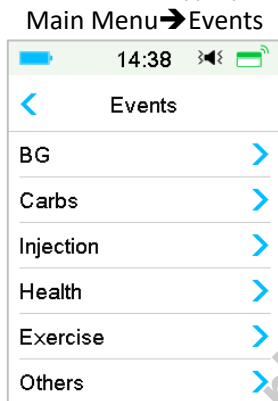 Main Menu➔Events
14:38
Events
BG
Carbs
Injection
Health
Exercise
Others